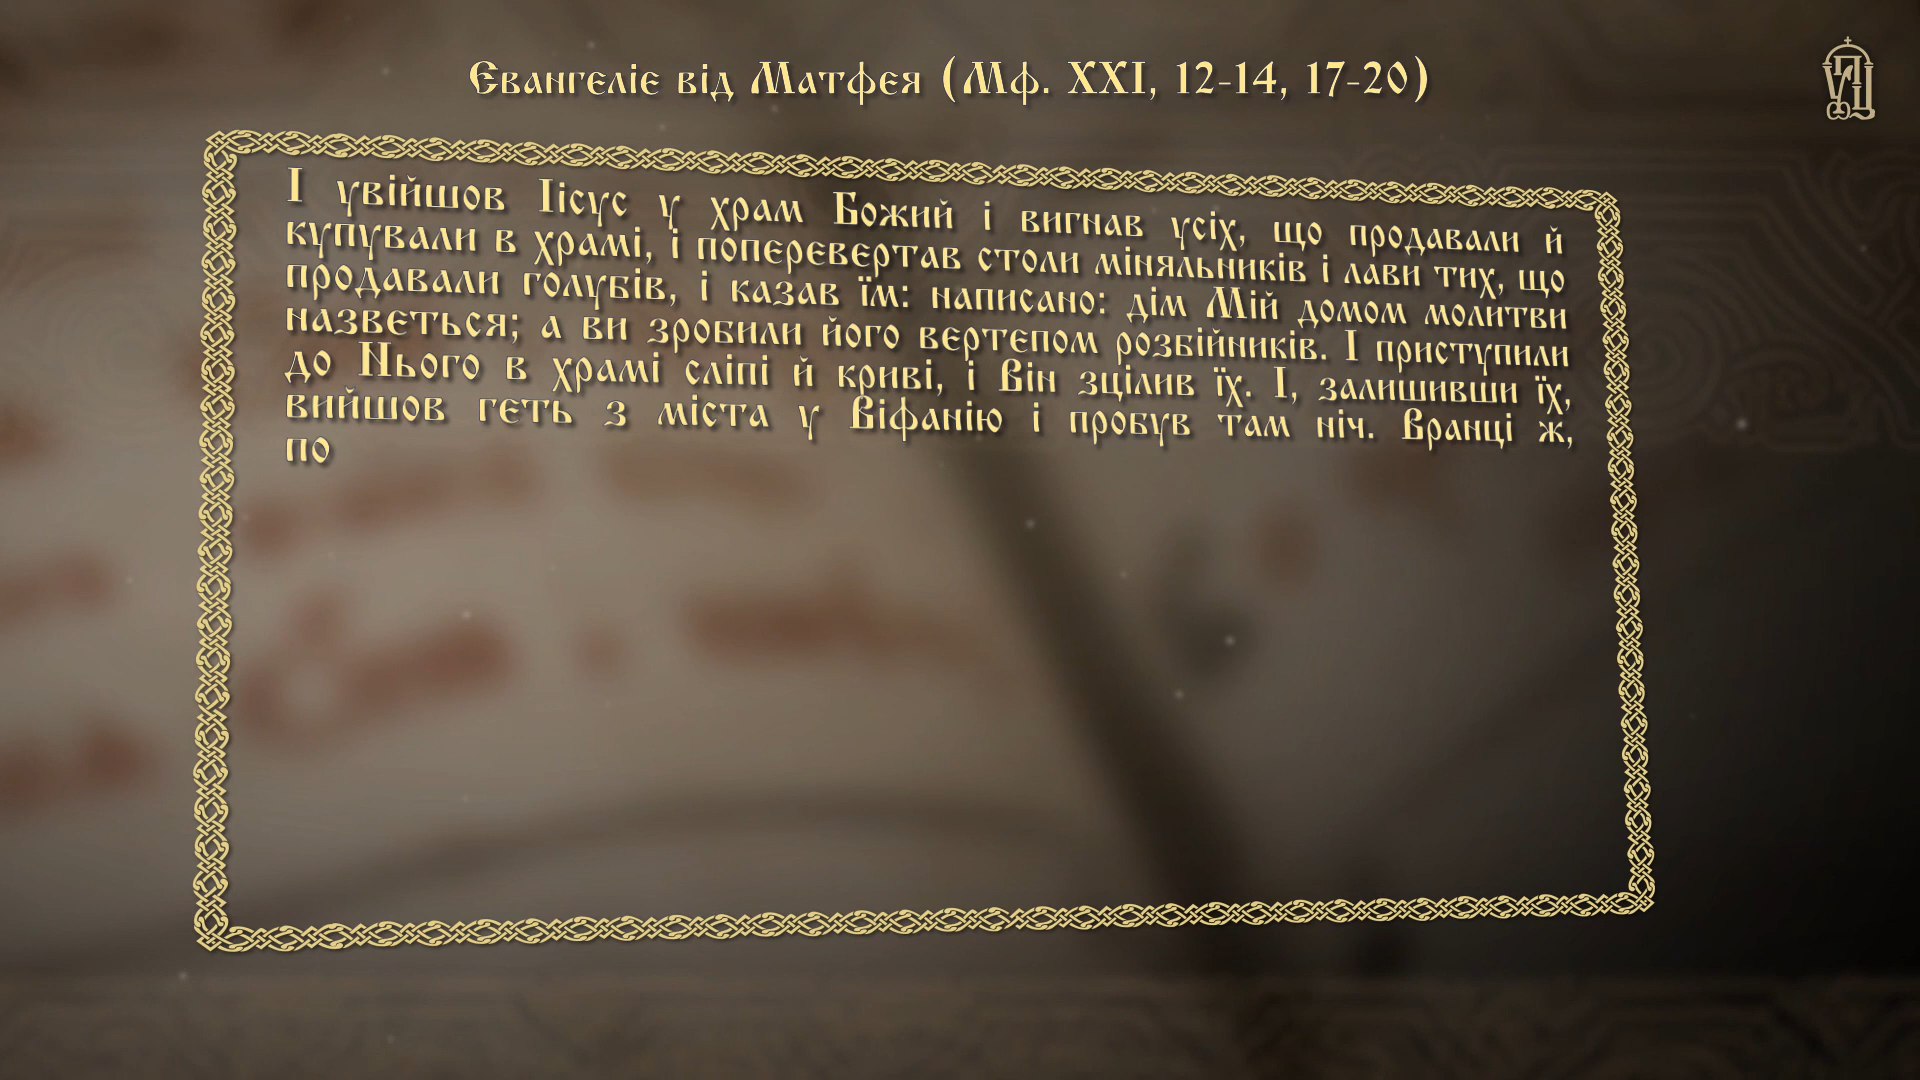 Євангеліє від Матфея (Мф. XXI, 12-14, 17-20)
І увійшов Іісус у храм Божий і вигнав усіх, що продавали й
купували в храмі, і поперевертав столи міняльників і лави тих, що
продавали голубів, і казав їм: написано: дім Мій домом молитви
назветься; а ви зробили його вертепом розбійників. І приступили
до Нього в храмі сліпі й криві, і Він зцілив їх. І, залишивши їх,
вийшов геть з міста у Віфанію і пробув там ніч. Вранці ж,
по